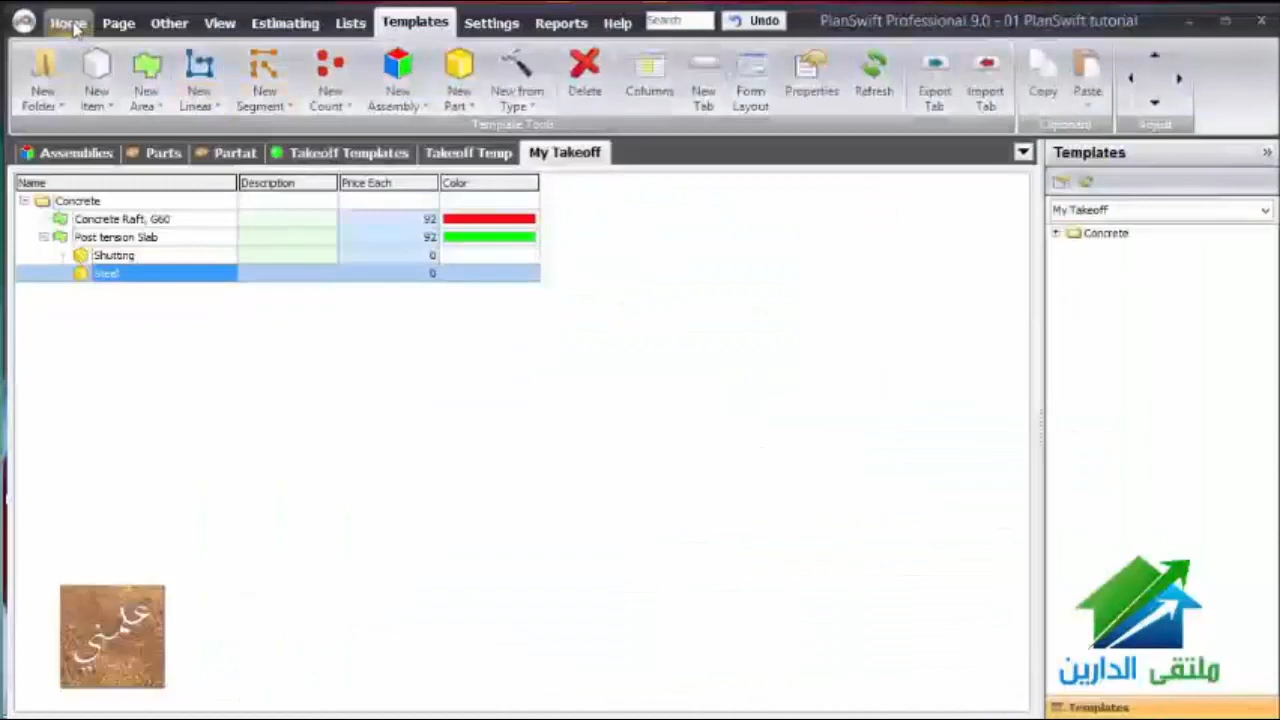 Home Page Other View Estimating Lists Templates Settings Reports Help Search Undo PlanSwift Professional 9.0 - 01 PlanSwift tutorial
New Folder
New Item
New Area
New Linear
New Segment
New Count
New Assembly
New Part
New from Type
Delete
Columns
New Tab
Form Layout
Properties
Refresh
Export Tab
Import Tab
Copy
Paste
Template Tools Clipboard Adjust
Assemblies Parts Partat Takeoff Templates Takeoff Temp My Takeoff Templates
Name Description Price Each Color
My Takeoff
Concrete
Concrete
Concrete Raft, G60 92
Post tension Slab 92
Shutting 0
Steel 0
علمني
ملتقى الدارين
Templates